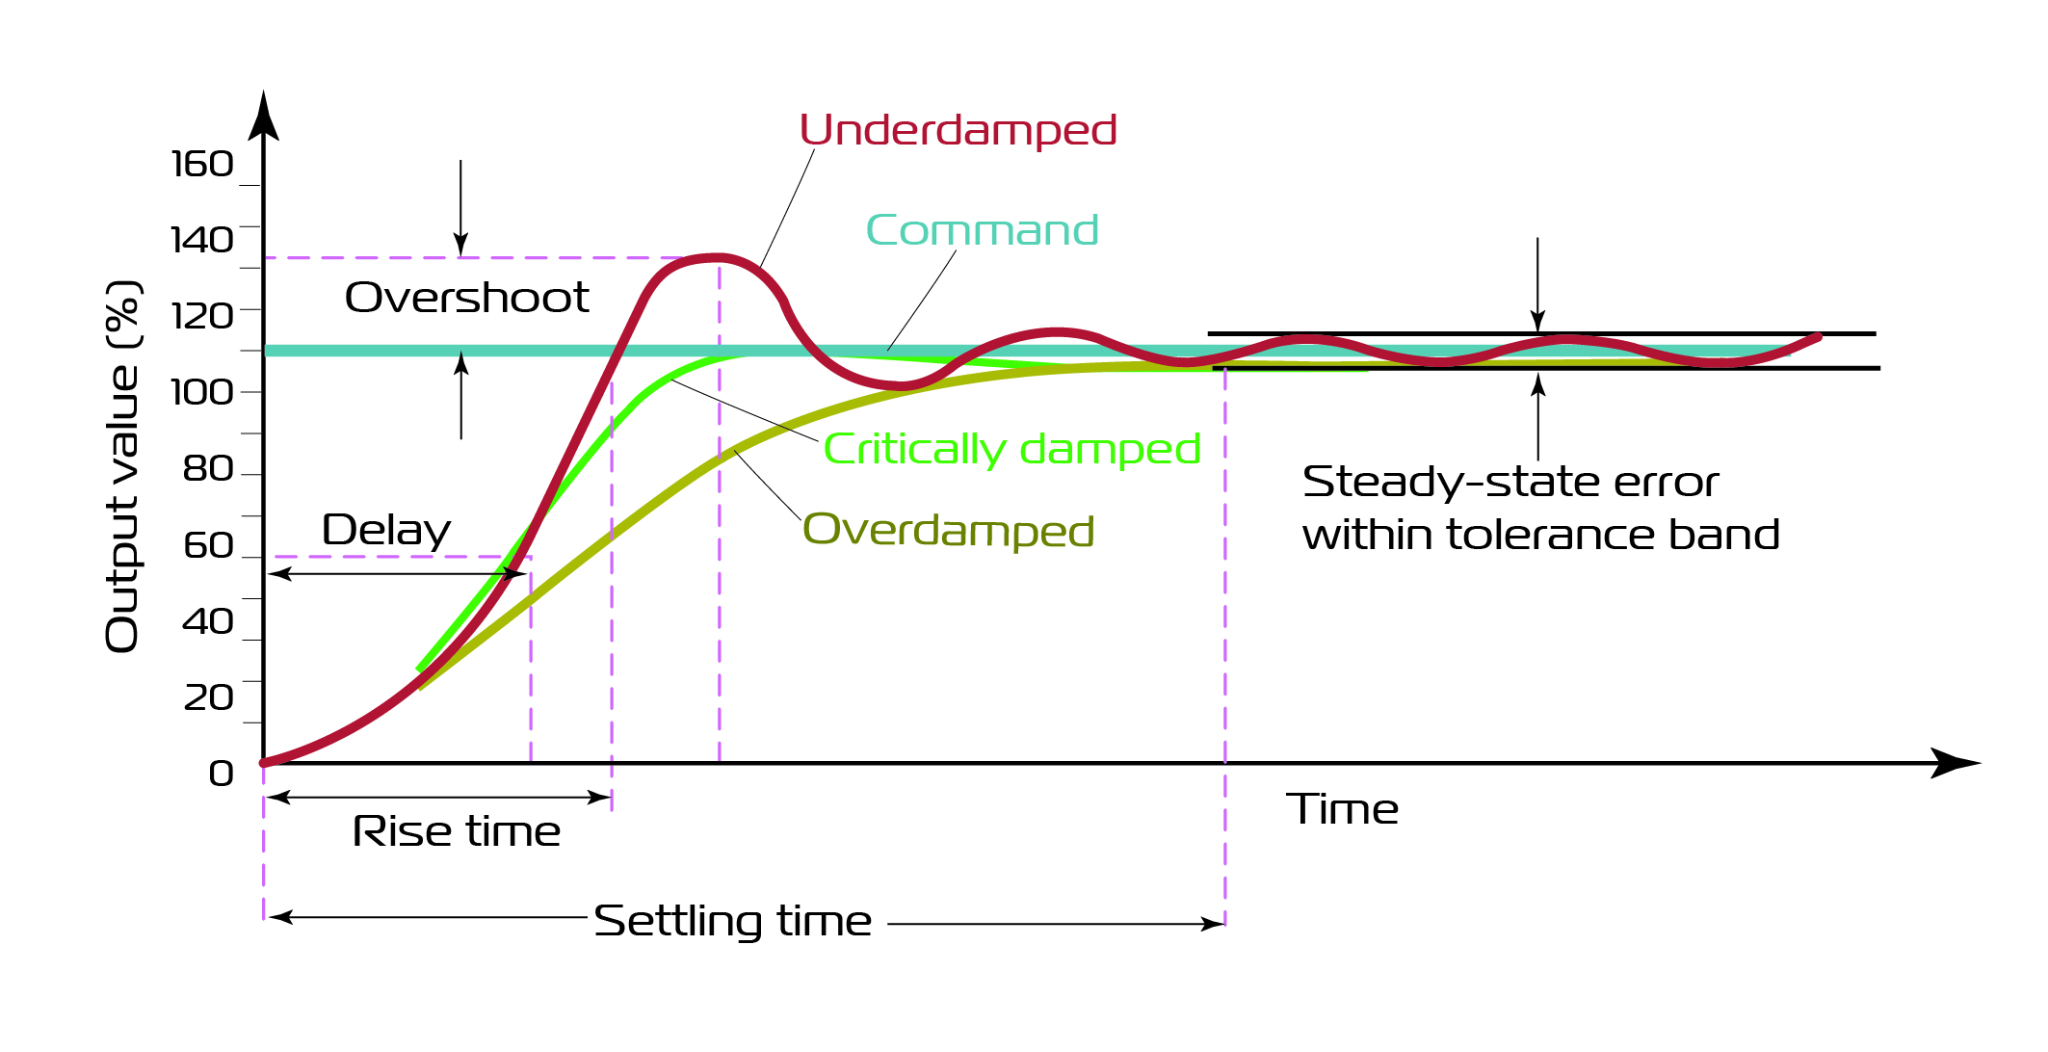 Underdamped
160
Command
140
Overshoot
120
100
Output value (%)
Critically damped
80
Steady-state error
within tolerance band
Delay
Overdamped
60
40
20
0
Time
Rise time
Settling time